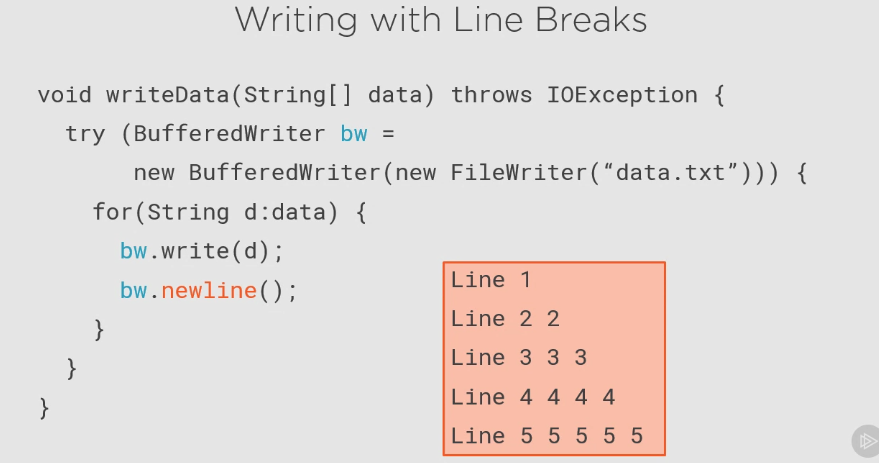 Writing with Line Breaks
void writeData(String[] data) throws IOException {
try (BufferedWriter bw =
new BufferedWriter(new FileWriter(“data.txt”))) {
for(String d:data) {
bw.write(d);
bw.newline();
}
}
}
Line 1
Line 2 2
Line 3 3 3
Line 4 4 4 4
Line 5 5 5 5 5